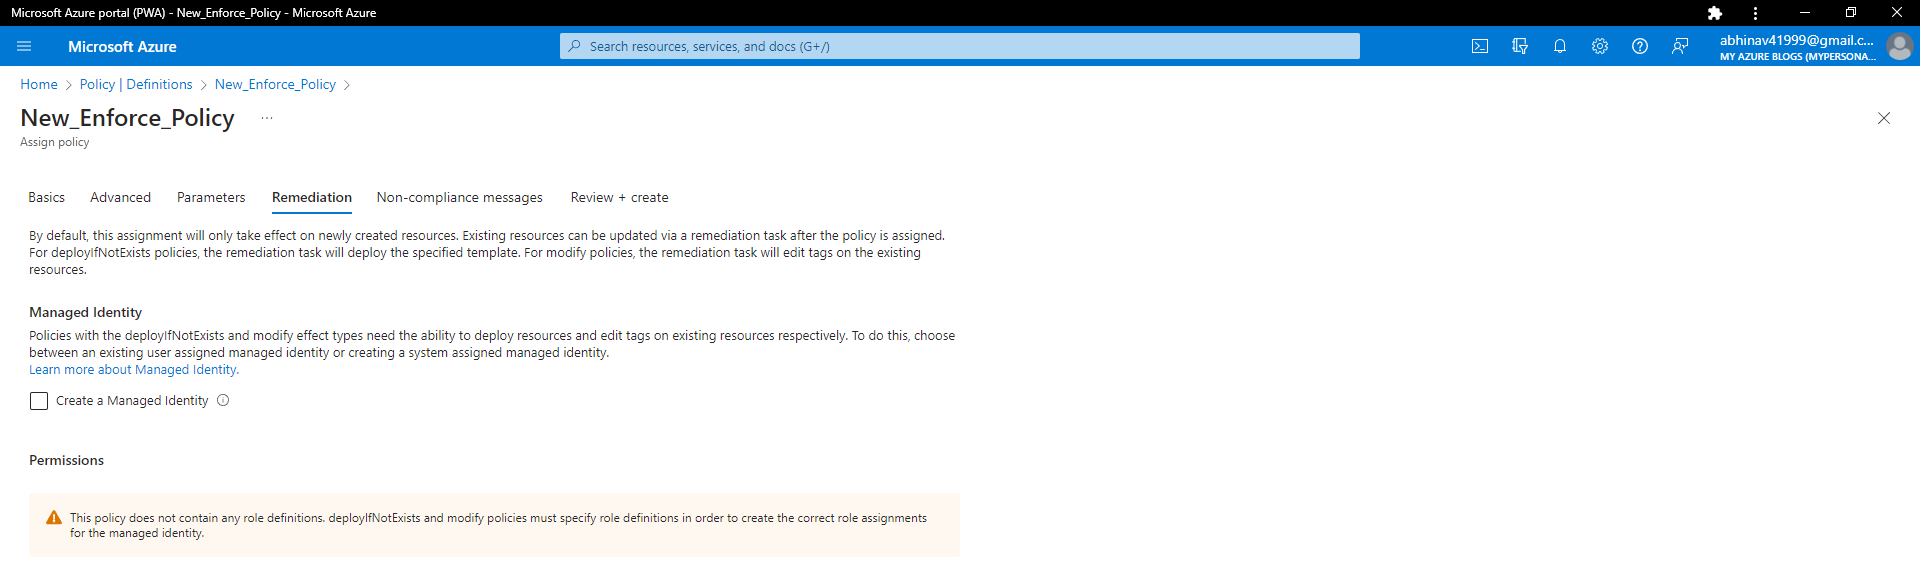 Microsoft Azure portal (PWA) - New_Enforce_Policy - Microsoft Azure
Microsoft Azure
Search resources, services, and docs (G+/)
abhinav41999@gmail.c...
MY AZURE BLOGS (MYPERSONA...
Home > Policy | Definitions > New_Enforce_Policy >
New_Enforce_Policy ...
Assign policy
Basics Advanced Parameters Remediation Non-compliance messages Review + create
By default, this assignment will only take effect on newly created resources. Existing resources can be updated via a remediation task after the policy is assigned.
For deployIfNotExists policies, the remediation task will deploy the specified template. For modify policies, the remediation task will edit tags on the existing
resources.
Managed Identity
Policies with the deployIfNotExists and modify effect types need the ability to deploy resources and edit tags on existing resources respectively. To do this, choose
between an existing user assigned managed identity or creating a system assigned managed identity.
Learn more about Managed Identity.
Create a Managed Identity
Permissions
This policy does not contain any role definitions. deployIfNotExists and modify policies must specify role definitions in order to create the correct role assignments
for the managed identity.